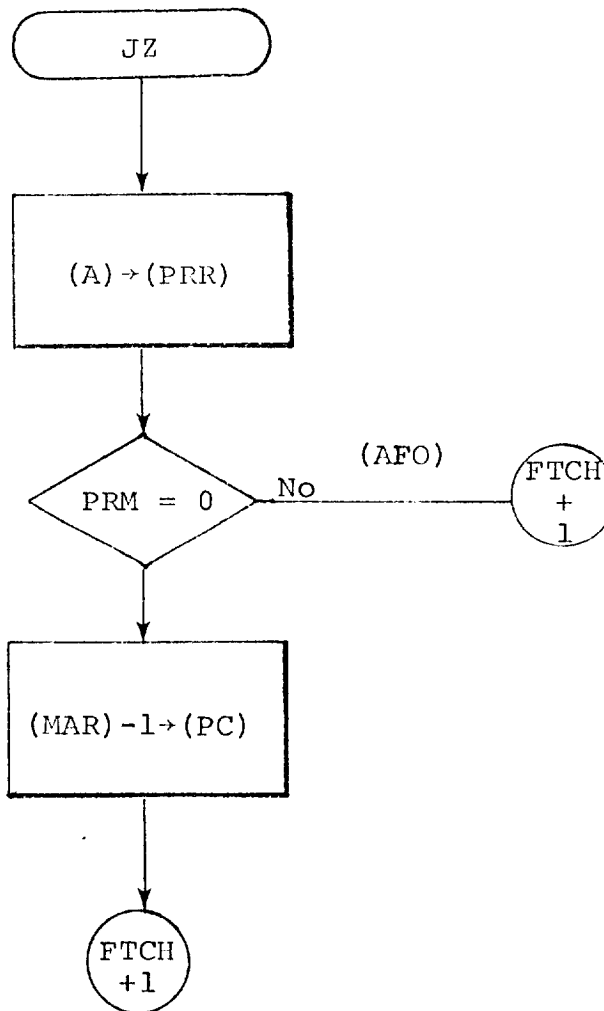 JZ
(A)→(PRR)
PRM = 0
No
(AFO)
FTCH
+
1
(MAR)-1→(PC)
FTCH
+1